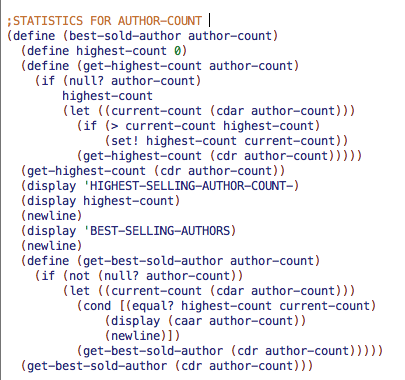 ;STATISTICS FOR AUTHOR-COUNT
(define (best-sold-author author-count)
  (define highest-count 0)
  (define (get-highest-count author-count)
    (if (null? author-count)
        highest-count
        (let ((current-count (cdar author-count)))
          (if (> current-count highest-count)
              (set! highest-count current-count))
          (get-highest-count (cdr author-count)))))
  (get-highest-count (cdr author-count))
  (display 'HIGHEST-SELLING-AUTHOR-COUNT-)
  (display highest-count)
  (newline)
  (display 'BEST-SELLING-AUTHORS)
  (newline)
  (define (get-best-sold-author author-count)
    (if (not (null? author-count))
        (let ((current-count (cdar author-count)))
          (cond [(equal? highest-count current-count)
              (display (caar author-count))
              (newline)])
          (get-best-sold-author (cdr author-count)))))
  (get-best-sold-author (cdr author-count)))